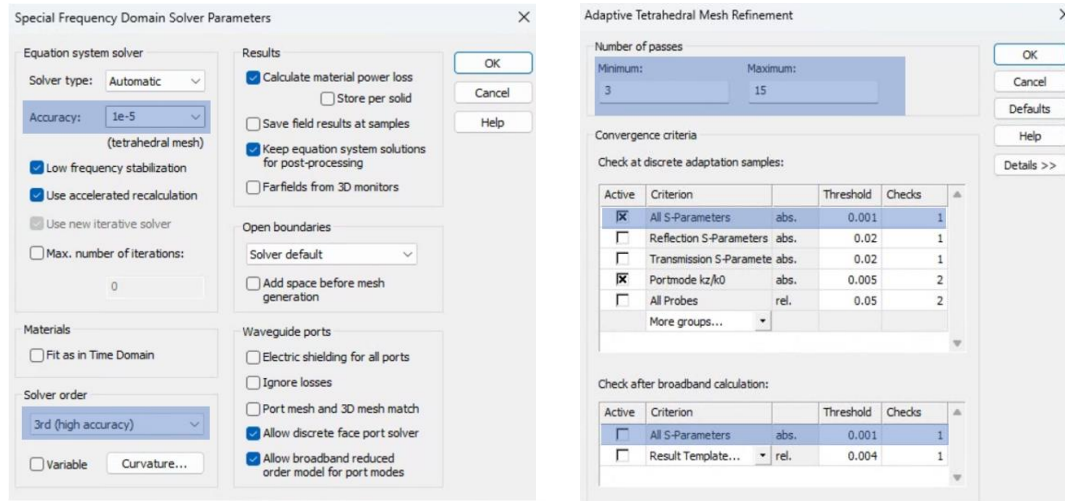 Special Frequency Domain Solver Parameters
Equation system solver
Solver type: Automatic
Accuracy: 1e-5
(tetrahedral mesh)
Low frequency stabilization
Use accelerated recalculation
Use new iterative solver
Max. number of iterations:
0
Materials
Fit as in Time Domain
Solver order
3rd (high accuracy)
Variable Curvature...
Results
Calculate material power loss
Store per solid
Save field results at samples
Keep equation system solutions
for post-processing
Farfields from 3D monitors
Open boundaries
Solver default
Add space before mesh
generation
Waveguide ports
Electric shielding for all ports
Ignore losses
Port mesh and 3D mesh match
Allow discrete face port solver
Allow broadband reduced
order model for port modes
OK
Cancel
Help
Adaptive Tetrahedral Mesh Refinement
Number of passes
Minimum: Maximum:
3 15
Convergence criteria
Check at discrete adaptation samples:
Active Criterion Threshold Checks
All S-Parameters abs. 0.001 1
Reflection S-Parameters abs. 0.02 1
Transmission S-Paramete abs. 0.02 1
Portmode kz/k0 abs. 0.005 2
All Probes rel. 0.05 2
More groups...
Check after broadband calculation:
Active Criterion Threshold Checks
All S-Parameters abs. 0.001 1
Result Template... rel. 0.004 1
OK
Cancel
Defaults
Help
Details >>